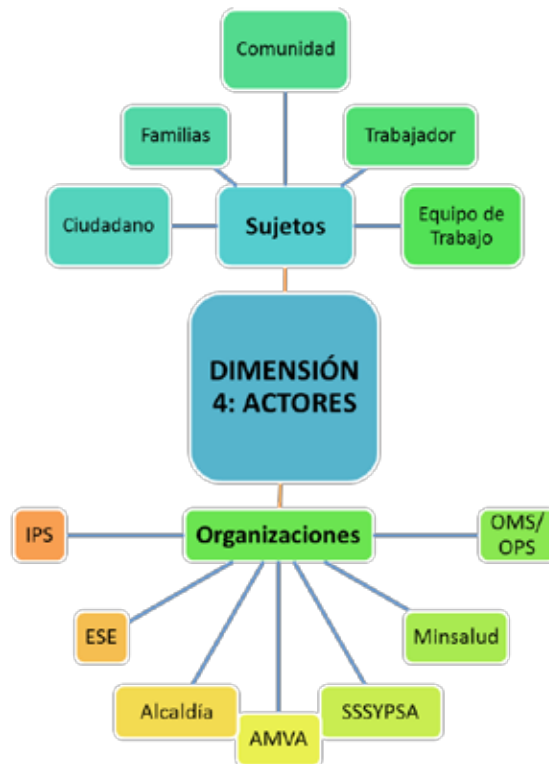 Comunidad
Familias
Trabajador
Ciudadano
Sujetos
Equipo de
Trabajo
DIMENSIÓN
4: ACTORES
IPS
Organizaciones
OMS/
OPS
ESE
Minsalud
Alcaldía
AMVA
SSSYPSA